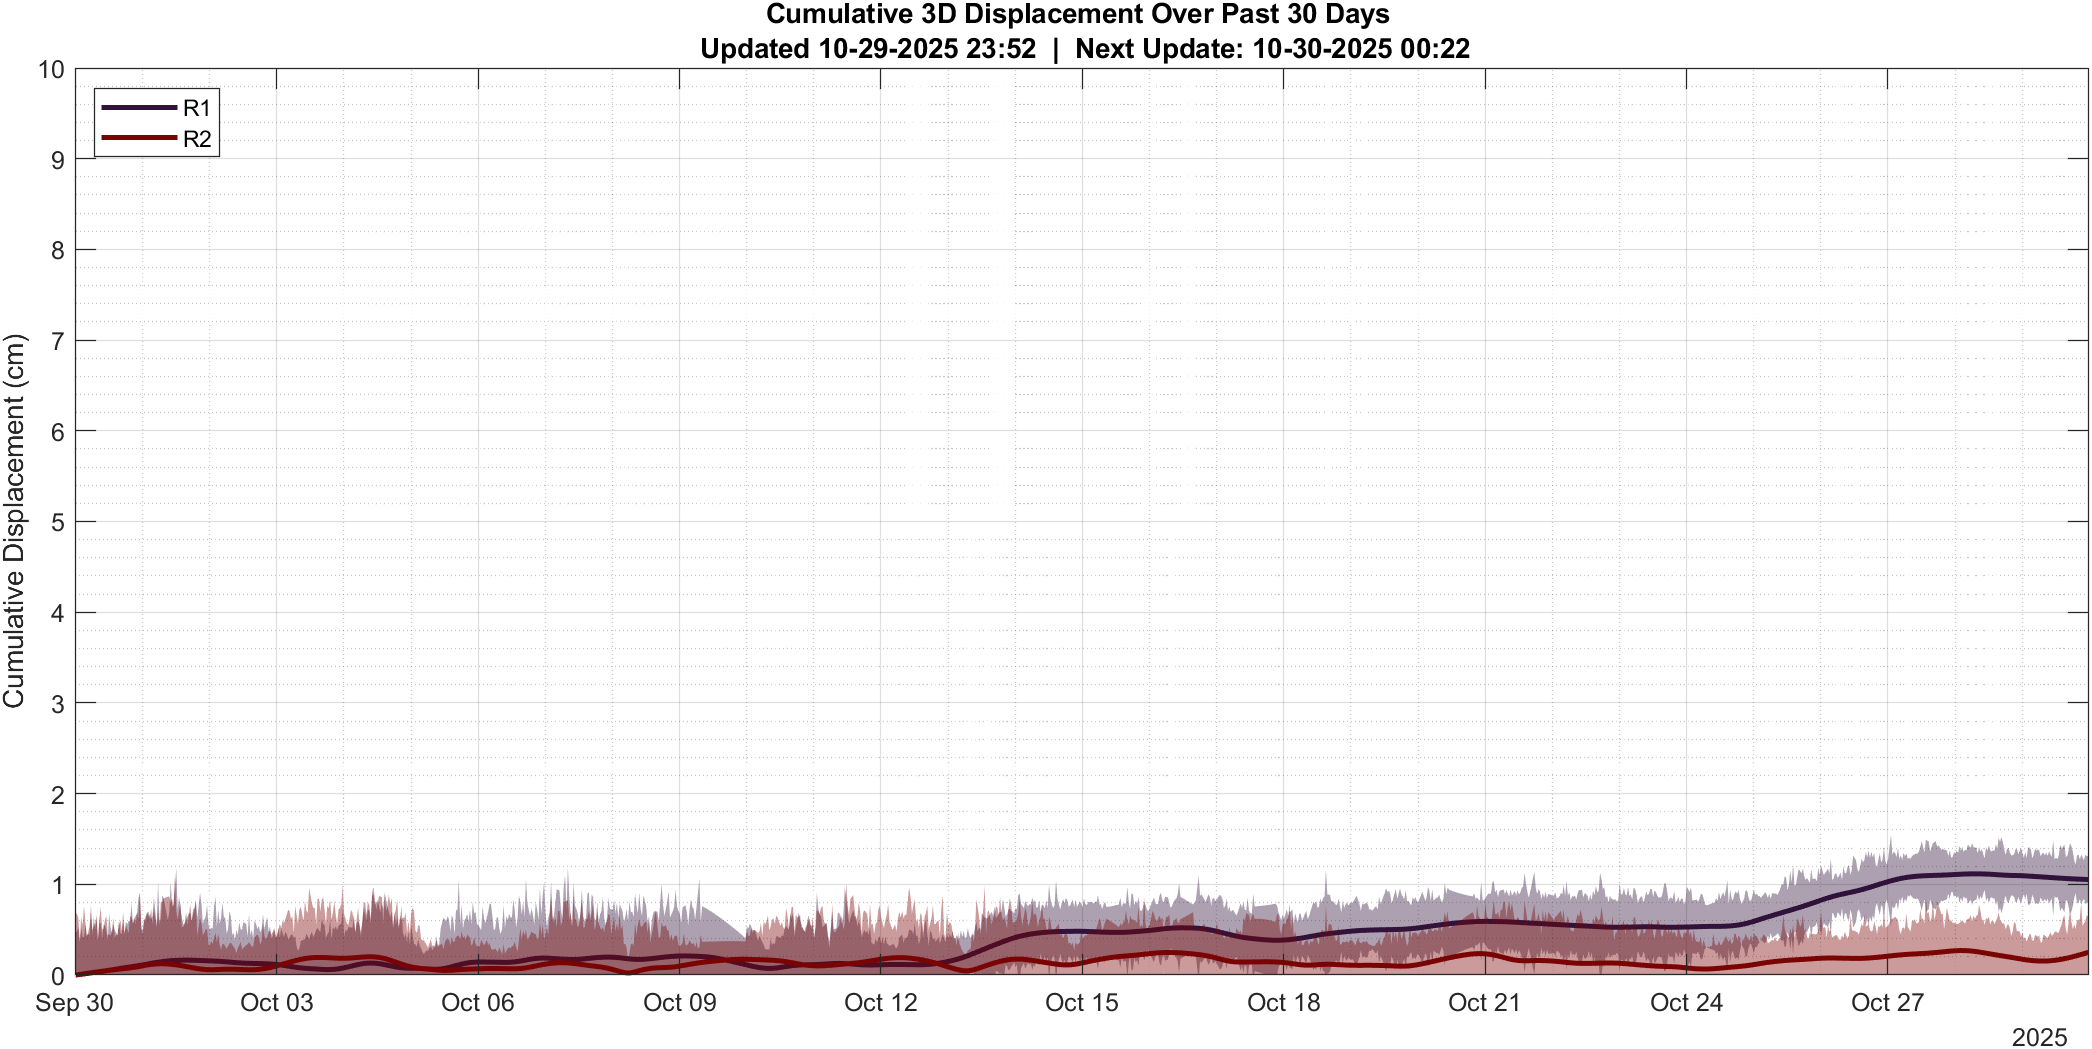 Cumulative 3D Displacement Over Past 30 Days
Updated 10-29-2025 23:52 | Next Update: 10-30-2025 00:22
R1
R2
Cumulative Displacement (cm)
10
9
8
7
6
5
4
3
2
1
0
Sep 30 Oct 03 Oct 06 Oct 09 Oct 12 Oct 15 Oct 18 Oct 21 Oct 24 Oct 27
2025